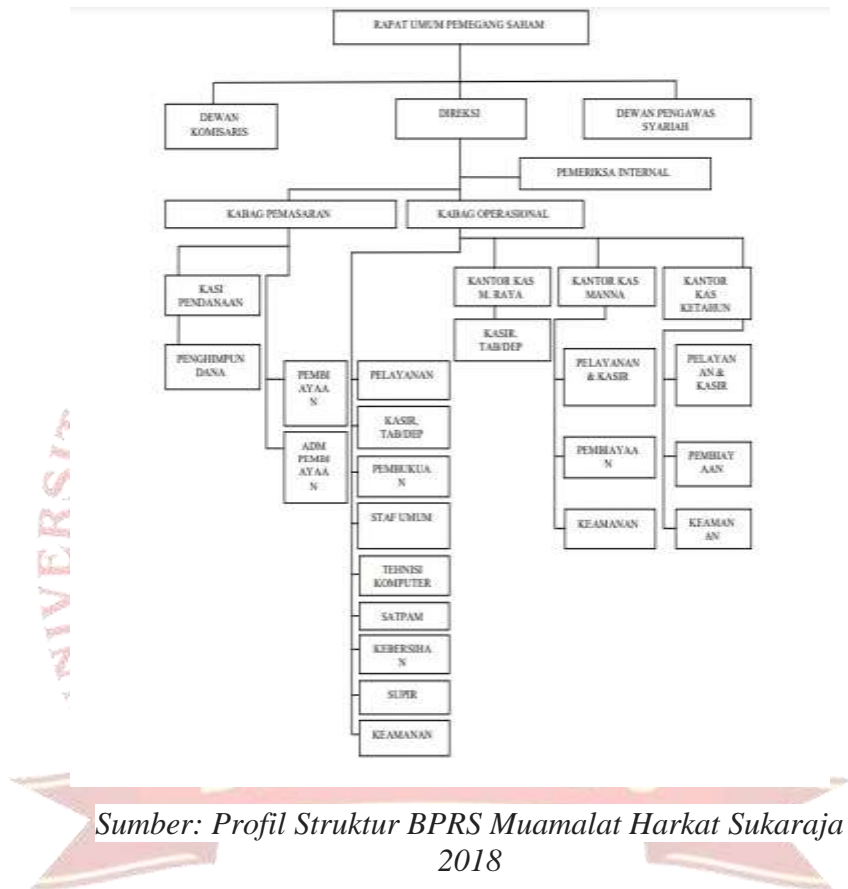 RAPAT UMUM PEMEGANG SAHAM
DEWAN
KOMISARIS
DIREKSI
DEWAN PENGAWAS
SYARIAH
PEMERIKSA INTERNAL
KABAG PEMASARAN
KABAG OPERASIONAL
KASI
PENDANAAN
KANTOR KAS
M. RAYA
KANTOR KAS
MANNA
KANTOR
KAS
KETAHUN
KASIR,
TAB/DEP
PENGHIMPUN
DANA
PEMBI
AYAA
N
PELAYANAN
PELAYANAN
& KASIR
PELAYAN
AN &
KASIR
ADM
PEMBI
AYAA
N
KASIR,
TAB/DEP
PEMBUKUA
N
PEMBIAYAA
N
PEMBIAY
AAN
STAF UMUM
KEAMANAN
KEAMAN
AN
TEHNISI
KOMPUTER
SATPAM
KEBERSIHA
N
SUPIR
KEAMANAN
UNIVERSIT
Sumber: Profil Struktur BPRS Muamalat Harkat Sukaraja
2018